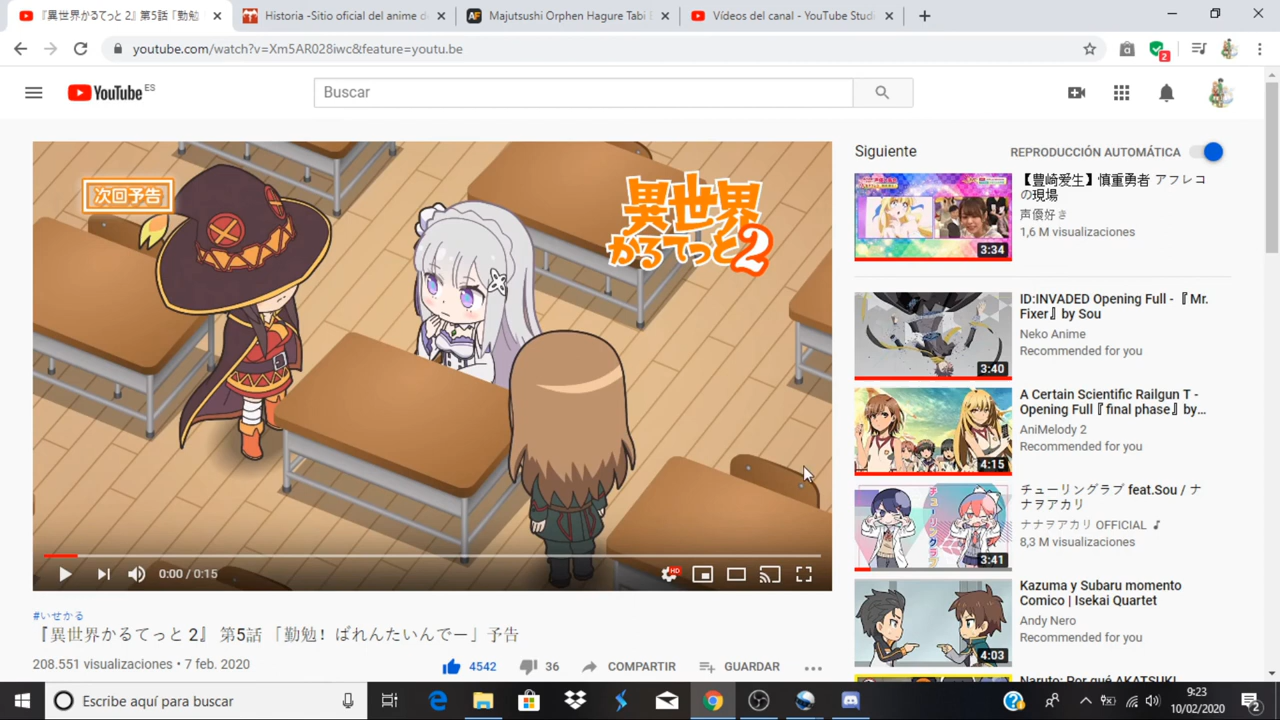 『異世界かるてっと 2』第5話「勤勉
Historia -Sitio oficial del anime d
Majutsushi Orphen Hagure Tabi E
Vídeos del canal - YouTube Studi
youtube.com/watch?v=Xm5AR028iwc&feature=youtu.be
2
YouTube ES
Buscar
次回予告
異世界
かるてっと2
0:00 / 0:15
HD
#いせかる
『異世界かるてっと 2』 第5話 「勤勉！ばれんたいんでー」予告
208.551 visualizaciones • 7 feb. 2020
4542
36
COMPARTIR
GUARDAR
Siguiente
REPRODUCCIÓN AUTOMÁTICA
【豊崎爱生】慎重勇者 アフレコ
の現場
声優好き
1,6 M visualizaciones
3:34
ID:INVADED Opening Full -『Mr.
Fixer』by Sou
Neko Anime
Recommended for you
3:40
A Certain Scientific Railgun T -
Opening Full『final phase』by...
AniMelody 2
Recommended for you
4:15
チューリングラブ feat.Sou / ナ
ナヲアカリ
ナナヲアカリ OFFICIAL
8,3 M visualizaciones
3:41
Kazuma y Subaru momento
Comico | Isekai Quartet
Andy Nero
Recommended for you
4:03
Naruto: Por qué AKATSUKI
Escribe aquí para buscar
9:23
10/02/2020
2